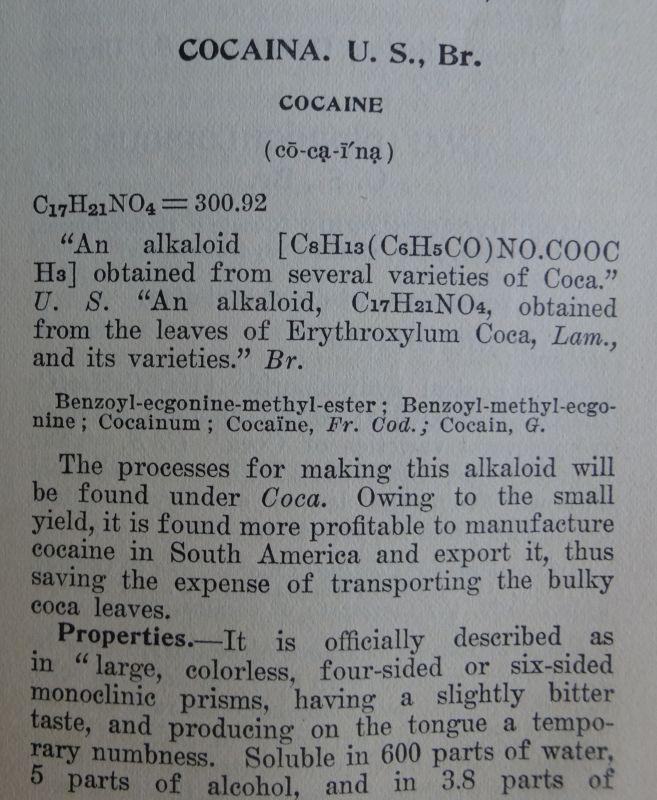 COCAINA. U. S., Br.
COCAINE
(cō-cạ-ī′nạ)
C₁₇H₂₁NO₄ = 300.92
“An alkaloid [C₈H₁₃(C₆H₅CO)NO.COOC
H₃] obtained from several varieties of Coca.”
U. S. “An alkaloid, C₁₇H₂₁NO₄, obtained
from the leaves of Erythroxylum Coca, Lam.,
and its varieties.” Br.
Benzoyl-ecgonine-methyl-ester; Benzoyl-methyl-ecgo-
nine; Cocainum; Cocaïne, Fr. Cod.; Cocain, G.
The processes for making this alkaloid will
be found under Coca. Owing to the small
yield, it is found more profitable to manufacture
cocaine in South America and export it, thus
saving the expense of transporting the bulky
coca leaves.
Properties.—It is officially described as
in “large, colorless, four-sided or six-sided
monoclinic prisms, having a slightly bitter
taste, and producing on the tongue a tempo-
rary numbness. Soluble in 600 parts of water,
5 parts of alcohol, and in 3.8 parts of